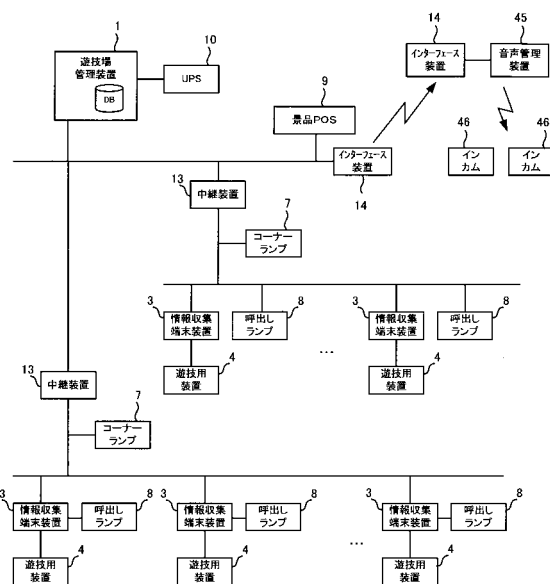 1
遊技場
管理装置
DB
10
UPS
14
インターフェース
装置
45
音声管理
装置
9
景品POS
46
イン
カム
46
イン
カム
インターフェース
装置
14
13
中継装置
7
コーナー
ランプ
3
情報収集
端末装置
8
呼出し
ランプ
4
遊技用
装置
…
3
情報収集
端末装置
8
呼出し
ランプ
4
遊技用
装置
13
中継装置
7
コーナー
ランプ
3
情報収集
端末装置
8
呼出し
ランプ
4
遊技用
装置
3
情報収集
端末装置
8
呼出し
ランプ
4
遊技用
装置
…
3
情報収集
端末装置
8
呼出し
ランプ
4
遊技用
装置